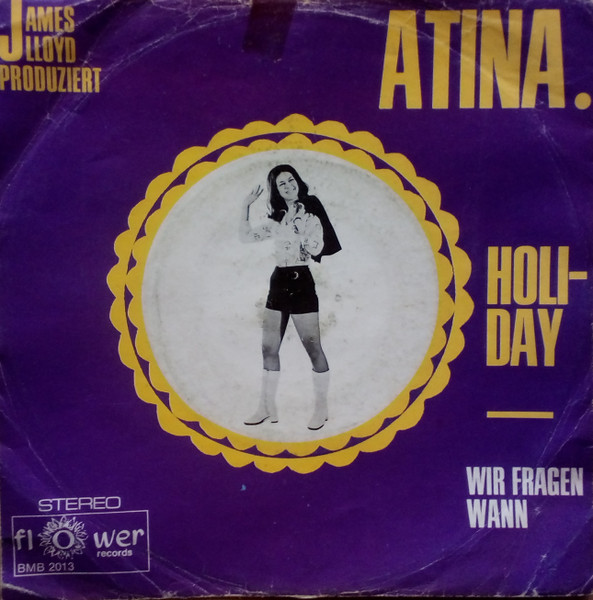 JAMES
LLOYD
PRODUZIERT
ATINA.
HOLI-
DAY
WIR FRAGEN
WANN
STEREO
flower
records
BMB 2013